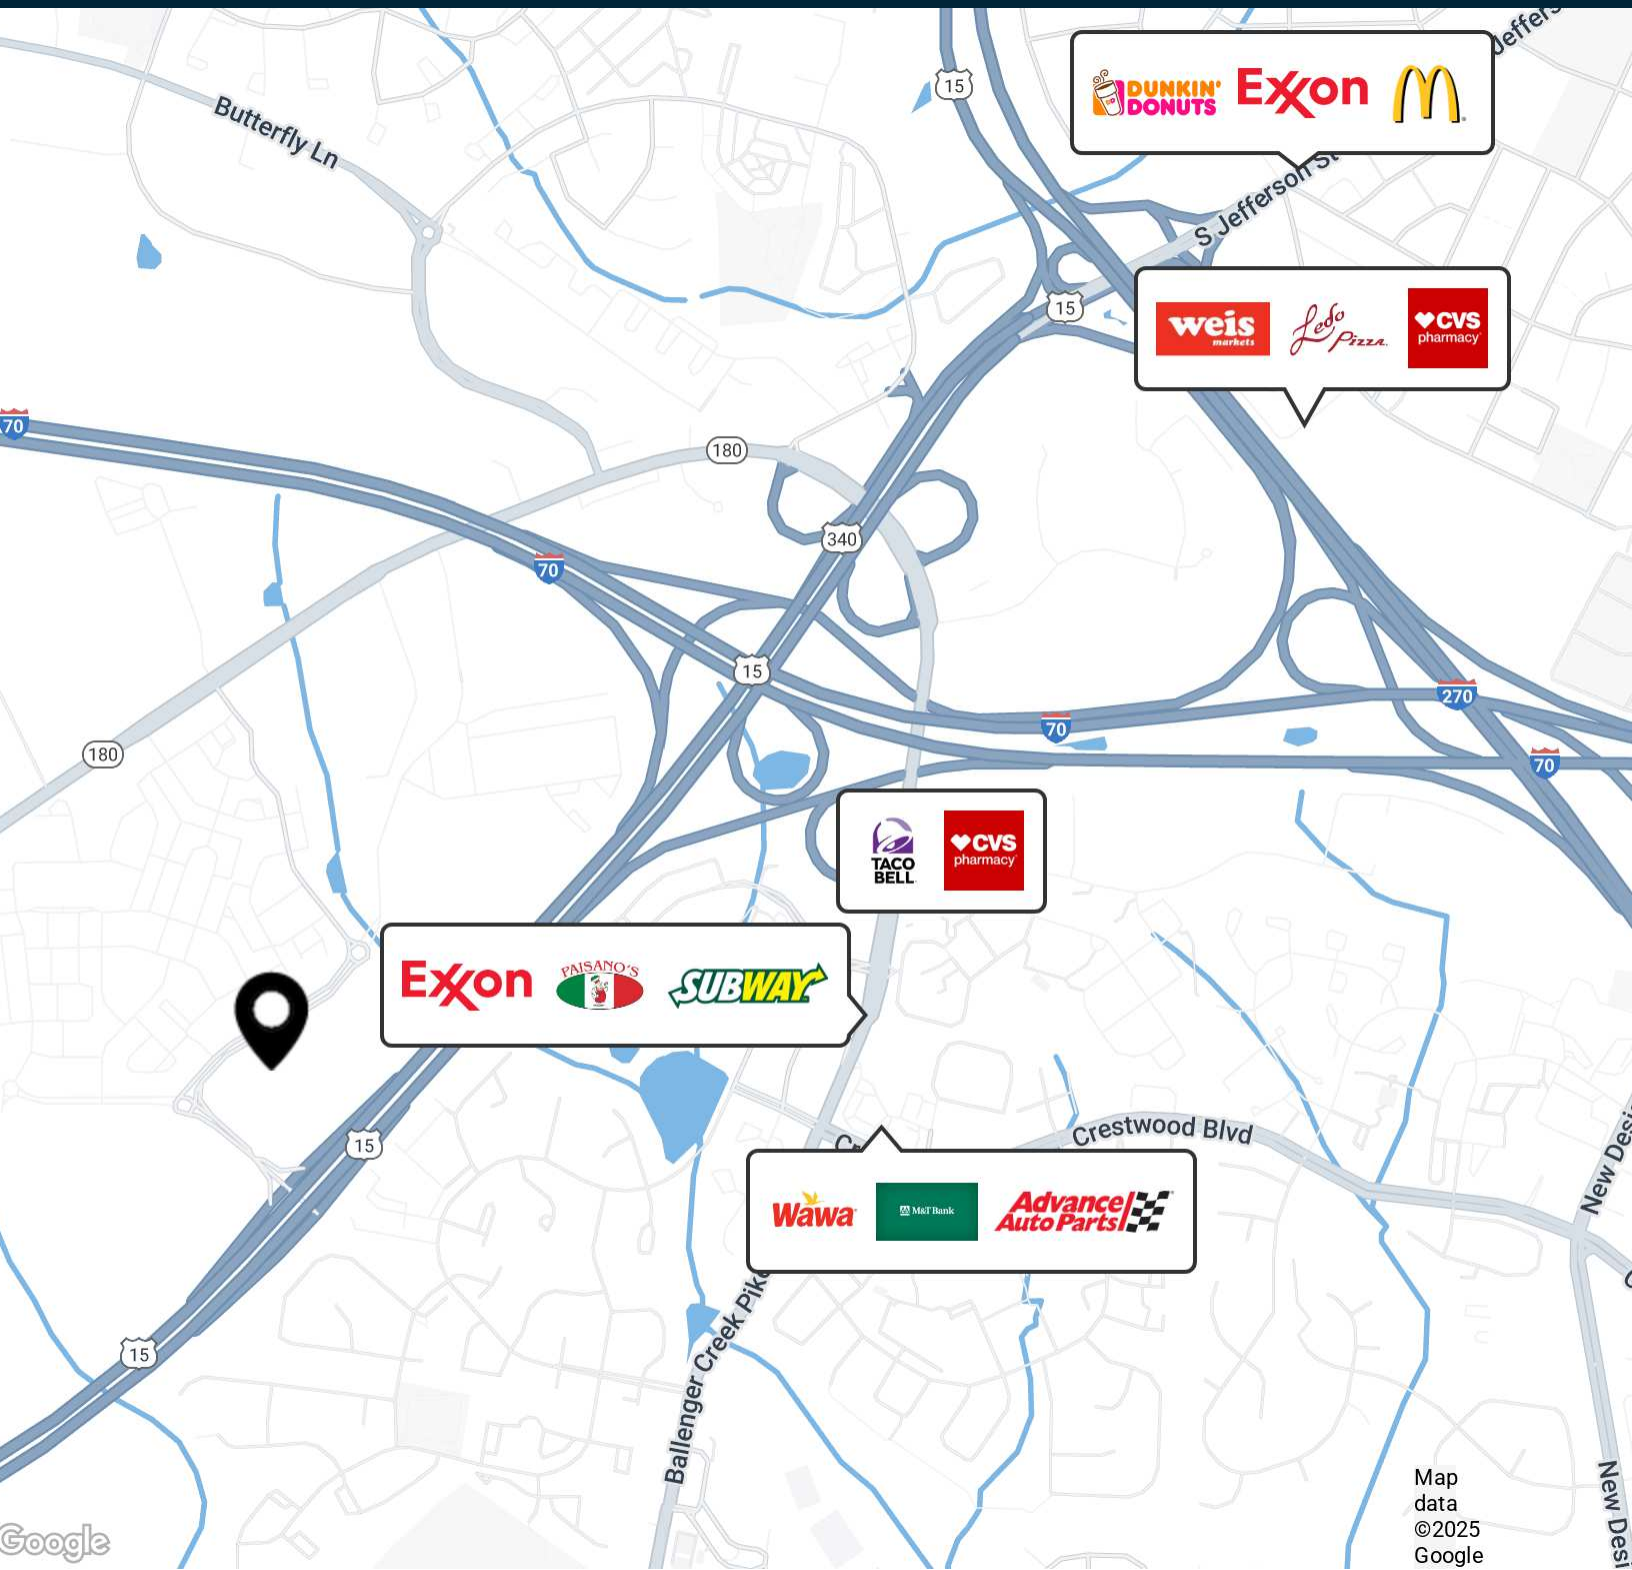 Jeffers
15
DUNKIN'
DONUTS
Exxon
Butterfly Ln
S Jefferson St
15
weis
markets
Ledo
Pizza
CVS
pharmacy
70
180
340
70
15
270
70
180
70
TACO
BELL
CVS
pharmacy
Exxon
PAISANO'S
SUBWAY
15
Cr
Crestwood Blvd
New Desi
Wawa
M&T Bank
Advance
Auto Parts
C
15
Ballenger Creek Pike
New Desi
Map
data
©2025
Google
Google